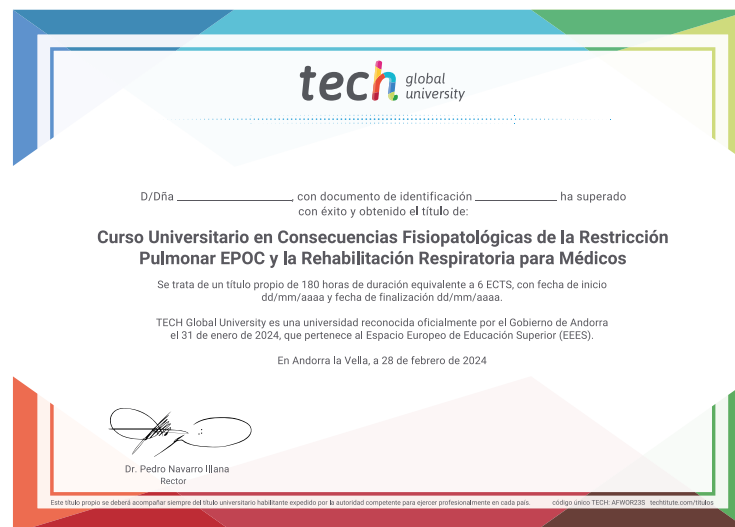 tech global university
D/Dña ____________________, con documento de identificación ______________ ha superado
con éxito y obtenido el título de:
Curso Universitario en Consecuencias Fisiopatológicas de la Restricción
Pulmonar EPOC y la Rehabilitación Respiratoria para Médicos
Se trata de un título propio de 180 horas de duración equivalente a 6 ECTS, con fecha de inicio
dd/mm/aaaa y fecha de finalización dd/mm/aaaa.
TECH Global University es una universidad reconocida oficialmente por el Gobierno de Andorra
el 31 de enero de 2024, que pertenece al Espacio Europeo de Educación Superior (EEES).
En Andorra la Vella, a 28 de febrero de 2024
Dr. Pedro Navarro Illana
Rector
Este título propio se deberá acompañar siempre del título universitario habilitante expedido por la autoridad competente para ejercer profesionalmente en cada país. código único TECH: AFWOR23S techtitute.com/titulos